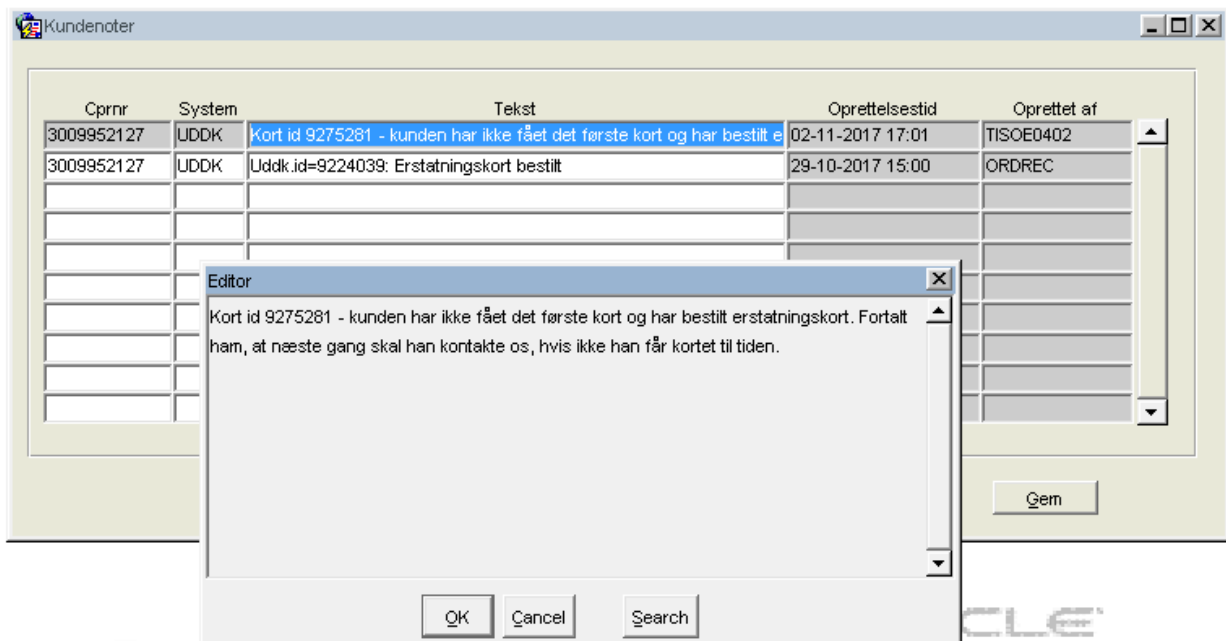 Kundenoter
Cprnr System Tekst Oprettelsestid Oprettet af
3009952127 UDDK Kort id 9275281 - kunden har ikke fået det første kort og har bestilt e 02-11-2017 17:01 TISOE0402
3009952127 UDDK Uddk.id=9224039: Erstatningskort bestilt 29-10-2017 15:00 ORDREC
Editor
Kort id 9275281 - kunden har ikke fået det første kort og har bestilt erstatningskort. Fortalt
ham, at næste gang skal han kontakte os, hvis ikke han får kortet til tiden.
Gem
OK Cancel Search
CLE